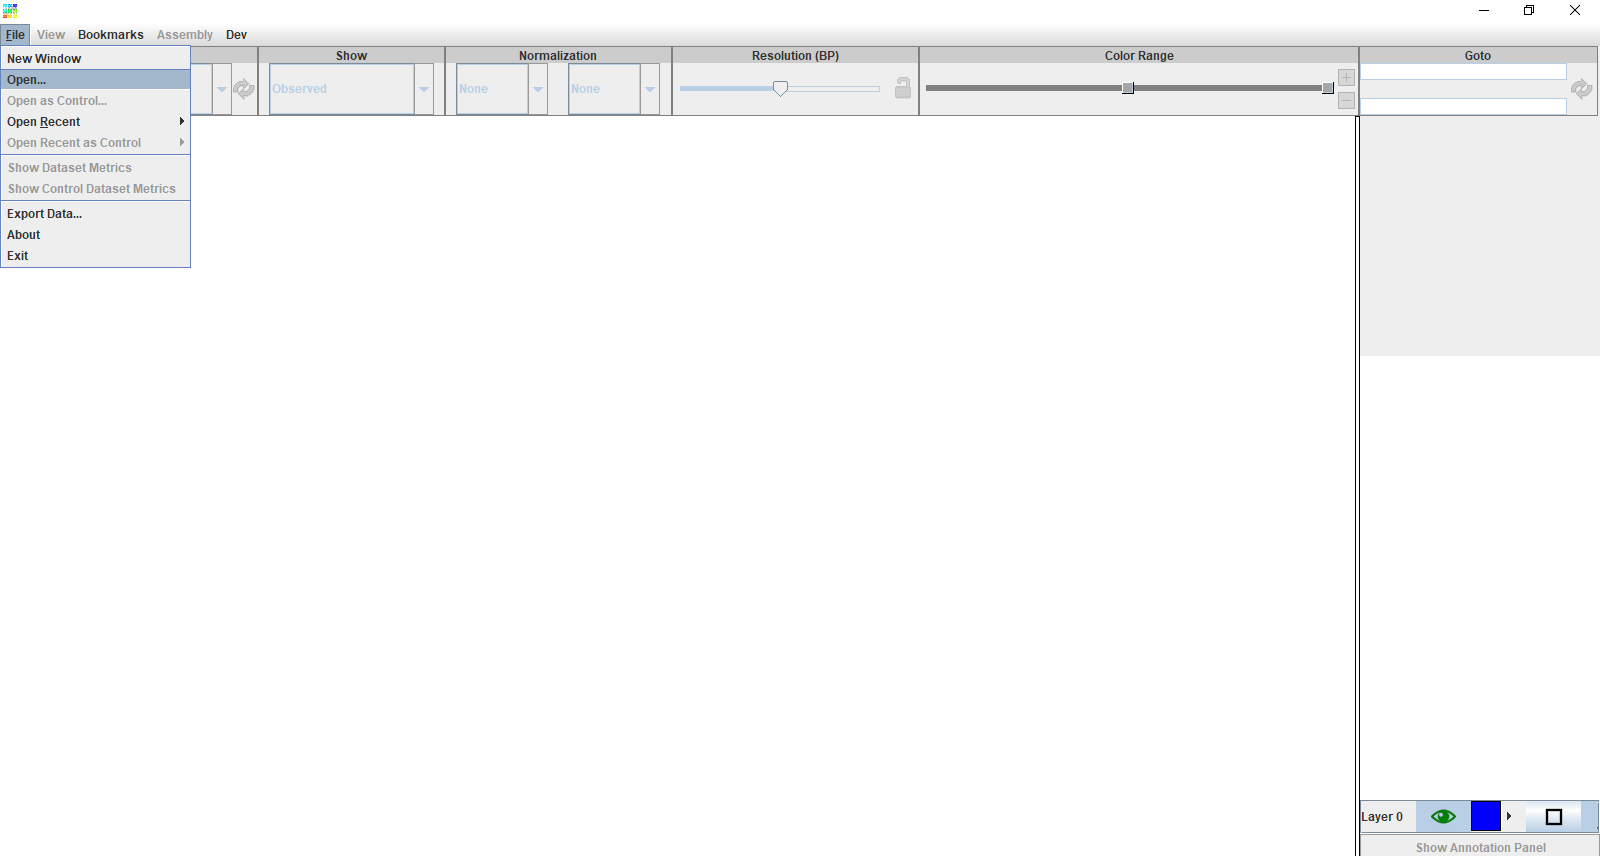 File View Bookmarks Assembly Dev
New Window
Open...
Open as Control...
Open Recent
Open Recent as Control
Show Dataset Metrics
Show Control Dataset Metrics
Export Data...
About
Exit
Show
Observed
Normalization
None None
Resolution (BP)
Color Range
Goto
Layer 0
Show Annotation Panel